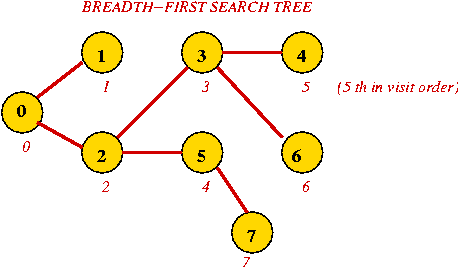 BREADTH-FIRST SEARCH TREE
1 3 4
1 3 5 (5 th in visit order)
0
0
2 5 6
2 4 6
7
7